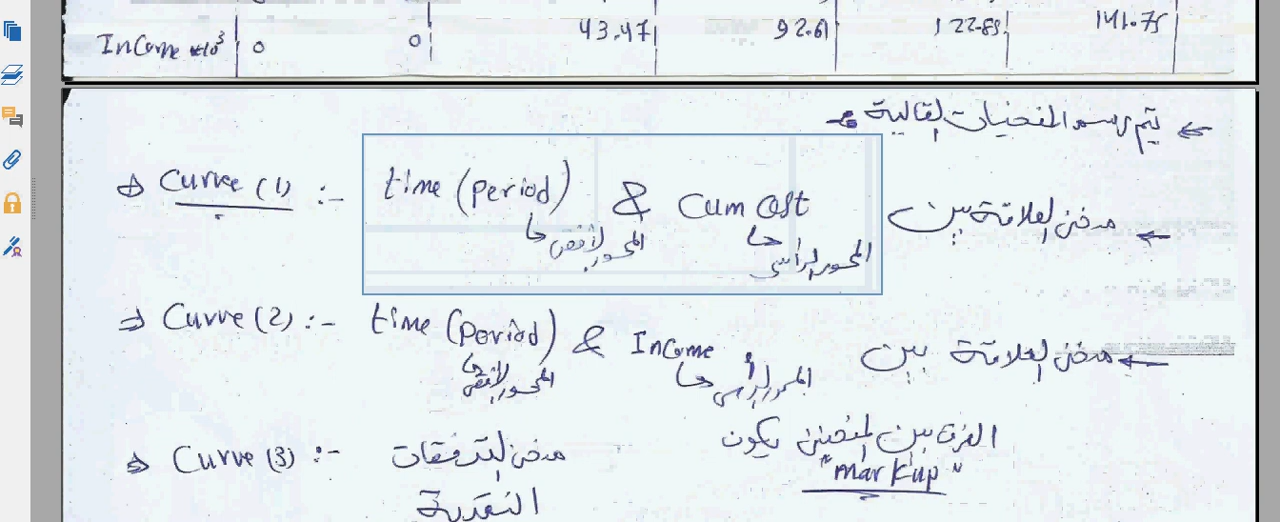 Income *10³ 0 0 43.47 92.61 122.89 141.75
← يتم رسم المنحنيات التالية :-
⇒ Curve (1) :- time (period) & Cum Cost ← منحنى العلاقة بين
المحور الأفقي المحور الرأسي
⇒ Curve (2) :- time (period) & Income ← منحنى العلاقة بين
المحور الأفقي المحور الرأسي
الفرق بين المنحنيين يكون
"markup"
⇒ Curve (3) :- منحنى التدفقات
النقدية